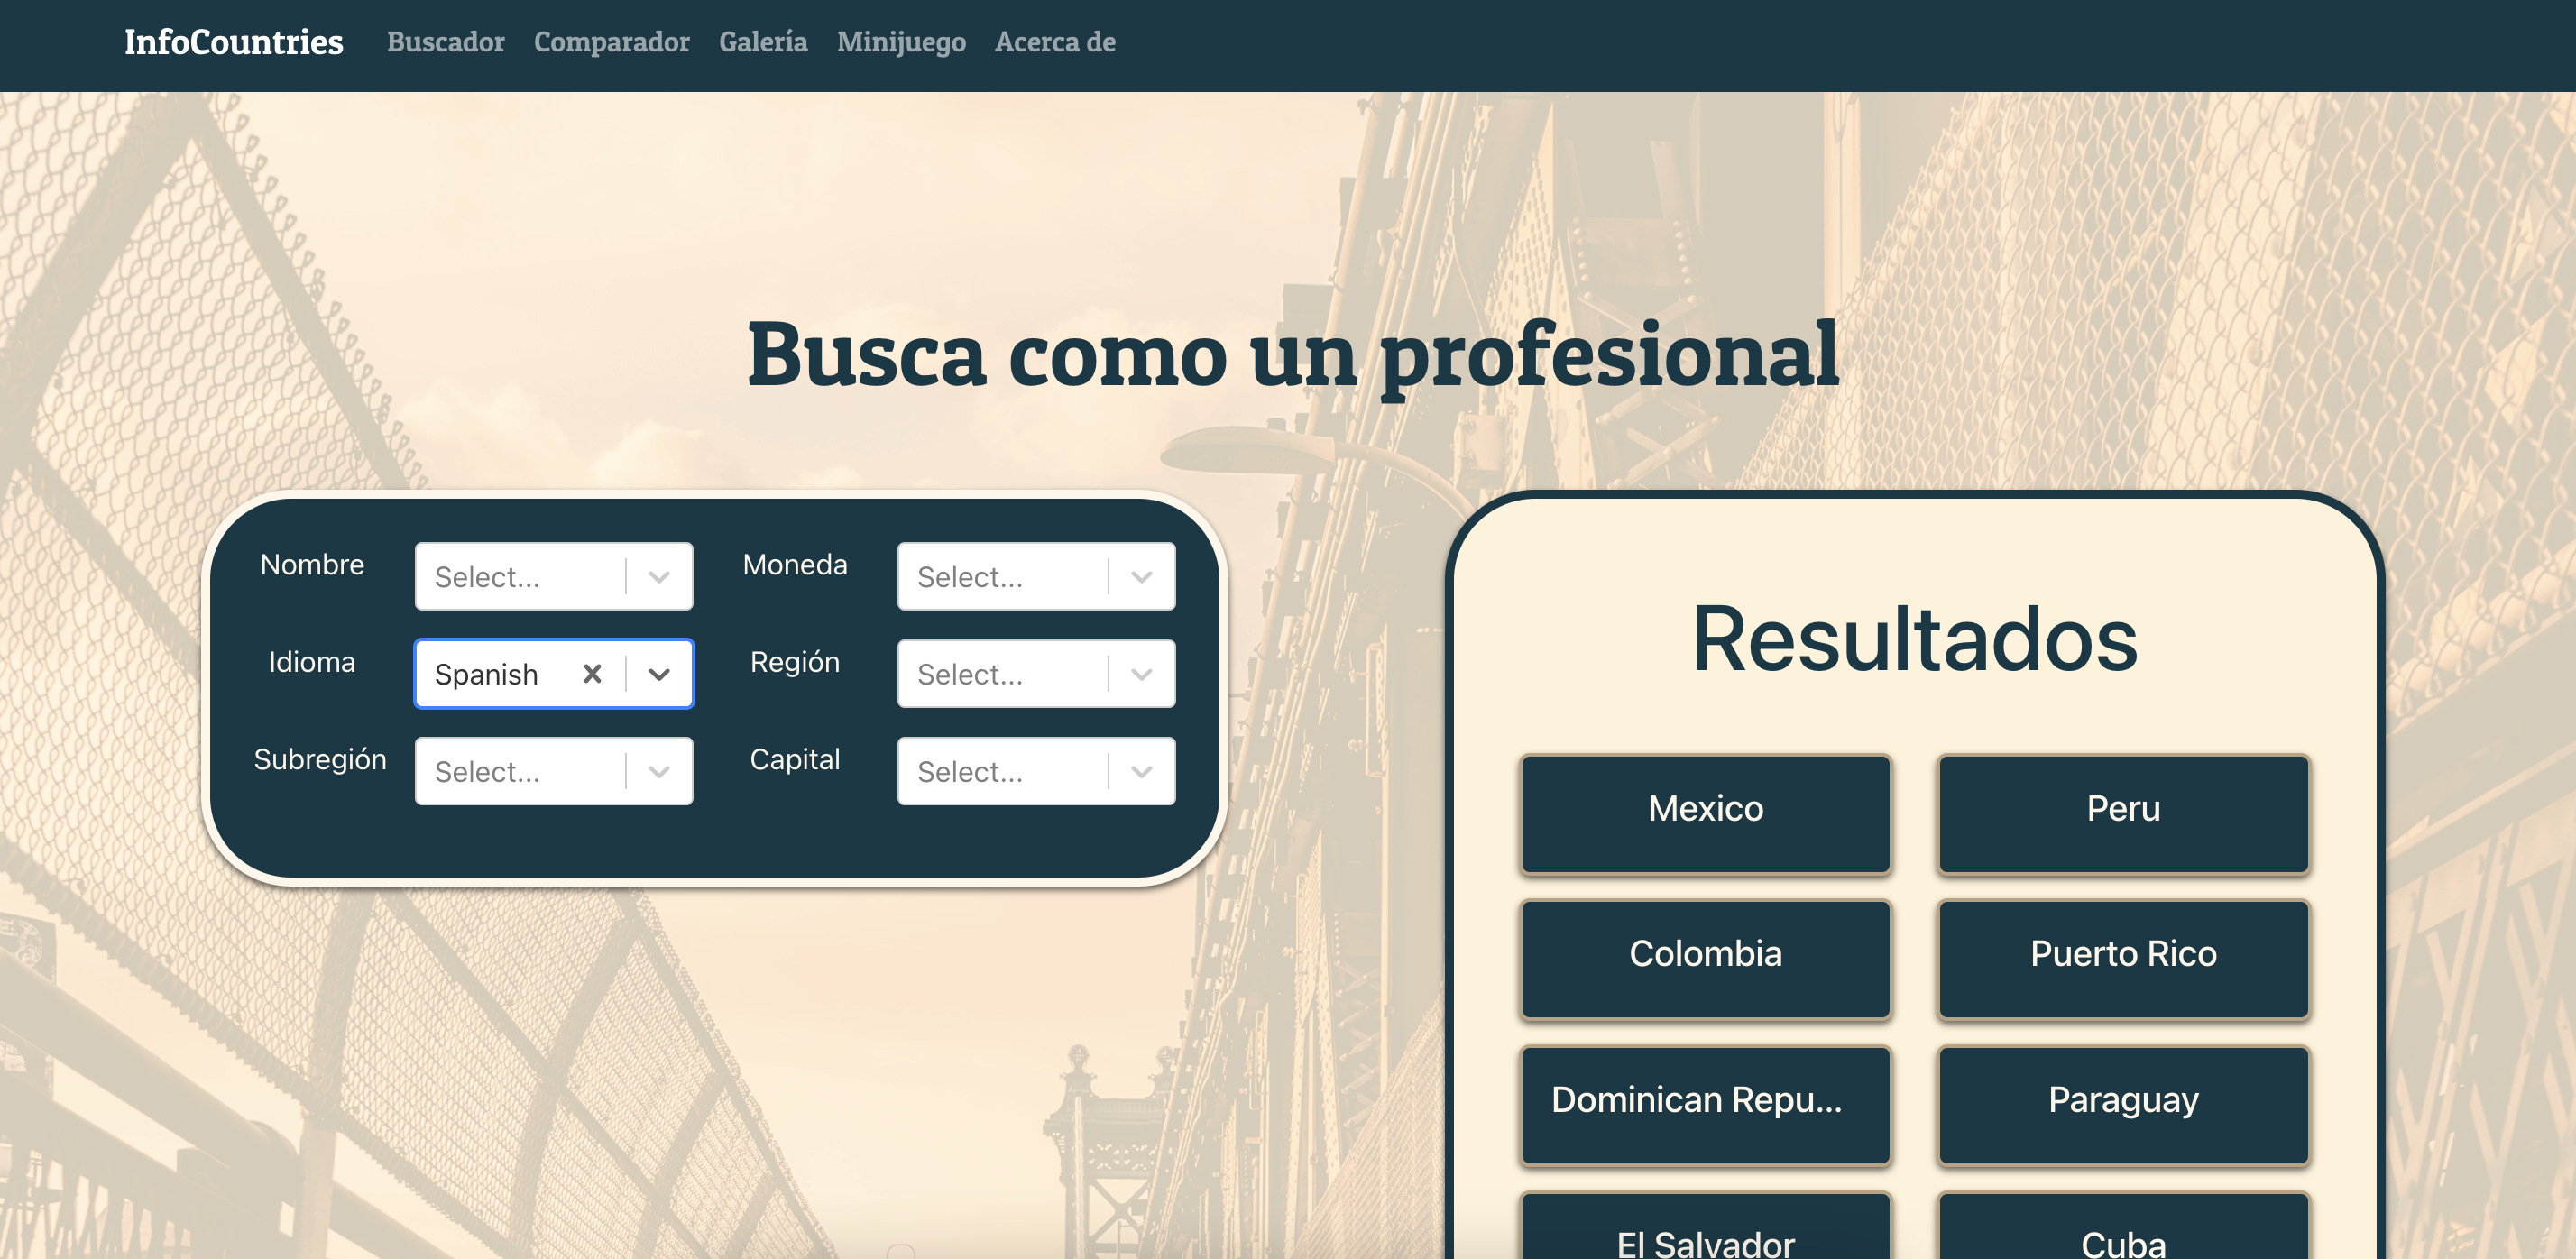 InfoCountries Buscador Comparador Galería Minijuego Acerca de
Busca como un profesional
Nombre Select... Moneda Select...
Idioma Spanish Región Select...
Subregión Select... Capital Select...
Resultados
Mexico Peru
Colombia Puerto Rico
Dominican Repu... Paraguay
El Salvador Cuba